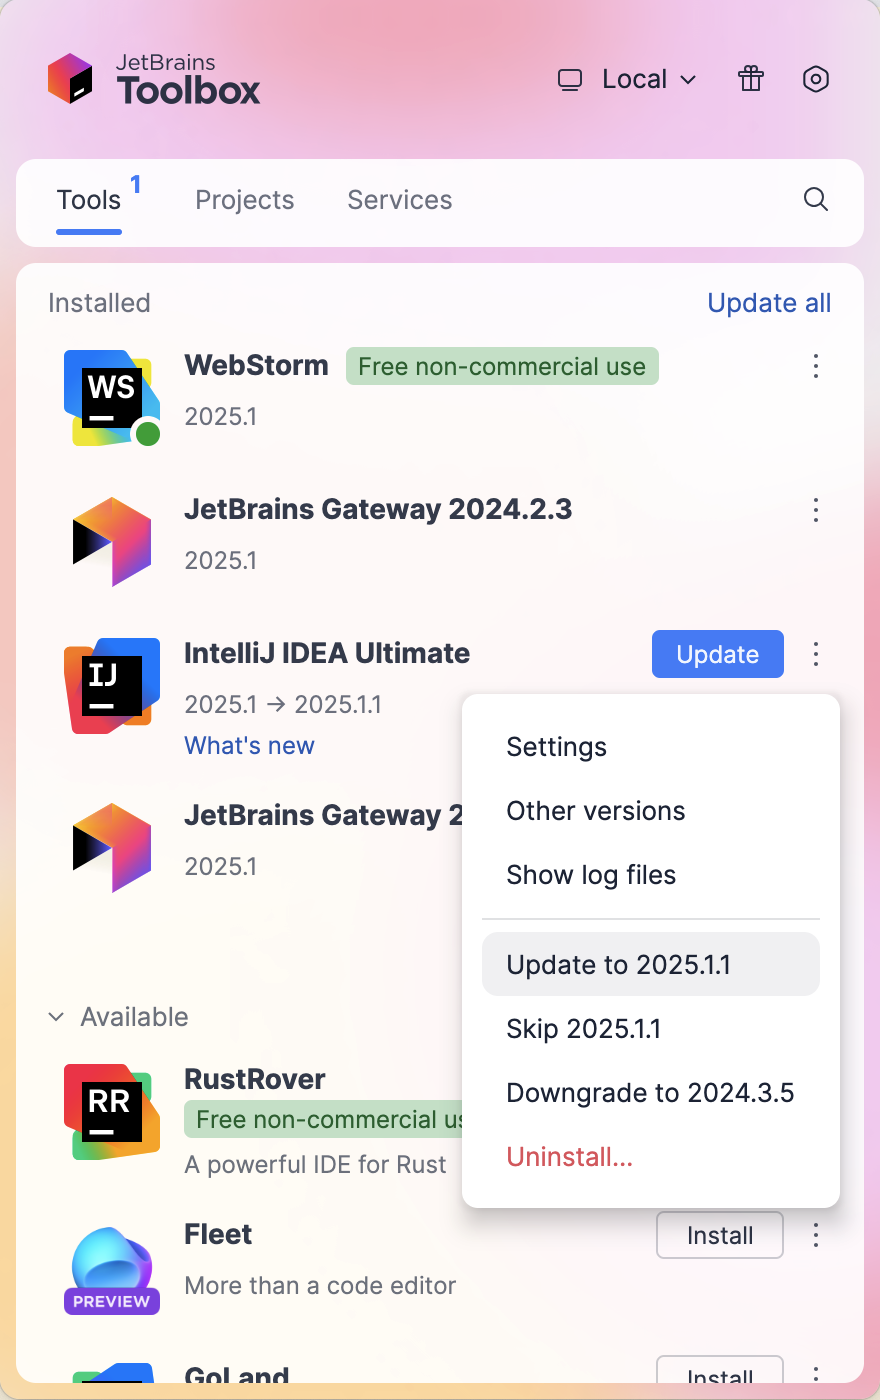 JetBrains
Toolbox
Local
Tools 1
Projects
Services
Installed
Update all
WS
WebStorm
Free non-commercial use
2025.1
JetBrains Gateway 2024.2.3
2025.1
IJ
IntelliJ IDEA Ultimate
Update
2025.1 → 2025.1.1
What's new
Settings
Other versions
Show log files
Update to 2025.1.1
Skip 2025.1.1
Downgrade to 2024.3.5
Uninstall...
JetBrains Gateway 2
2025.1
Available
RR
RustRover
Free non-commercial us
A powerful IDE for Rust
Fleet
Install
More than a code editor
PREVIEW
GoLand
Install